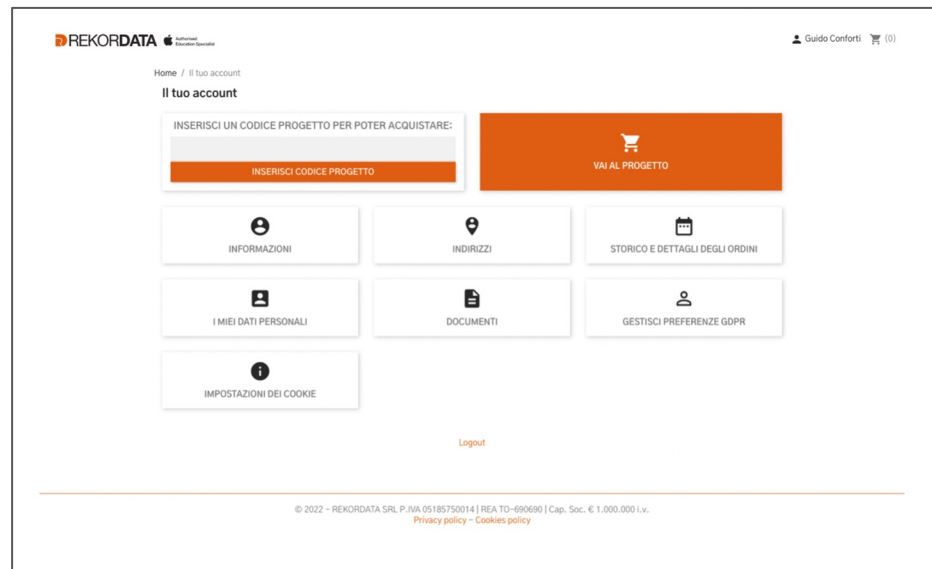 REKORDATA Authorised
Education Specialist
Guido Conforti (0)
Home / Il tuo account
Il tuo account
INSERISCI UN CODICE PROGETTO PER POTER ACQUISTARE:
INSERISCI CODICE PROGETTO
VAI AL PROGETTO
INFORMAZIONI
INDIRIZZI
STORICO E DETTAGLI DEGLI ORDINI
I MIEI DATI PERSONALI
DOCUMENTI
GESTISCI PREFERENZE GDPR
IMPOSTAZIONI DEI COOKIE
Logout
© 2022 - REKORDATA SRL P.IVA 05185750014 | REA TO-690690 | Cap. Soc. € 1.000.000 i.v.
Privacy policy - Cookies policy